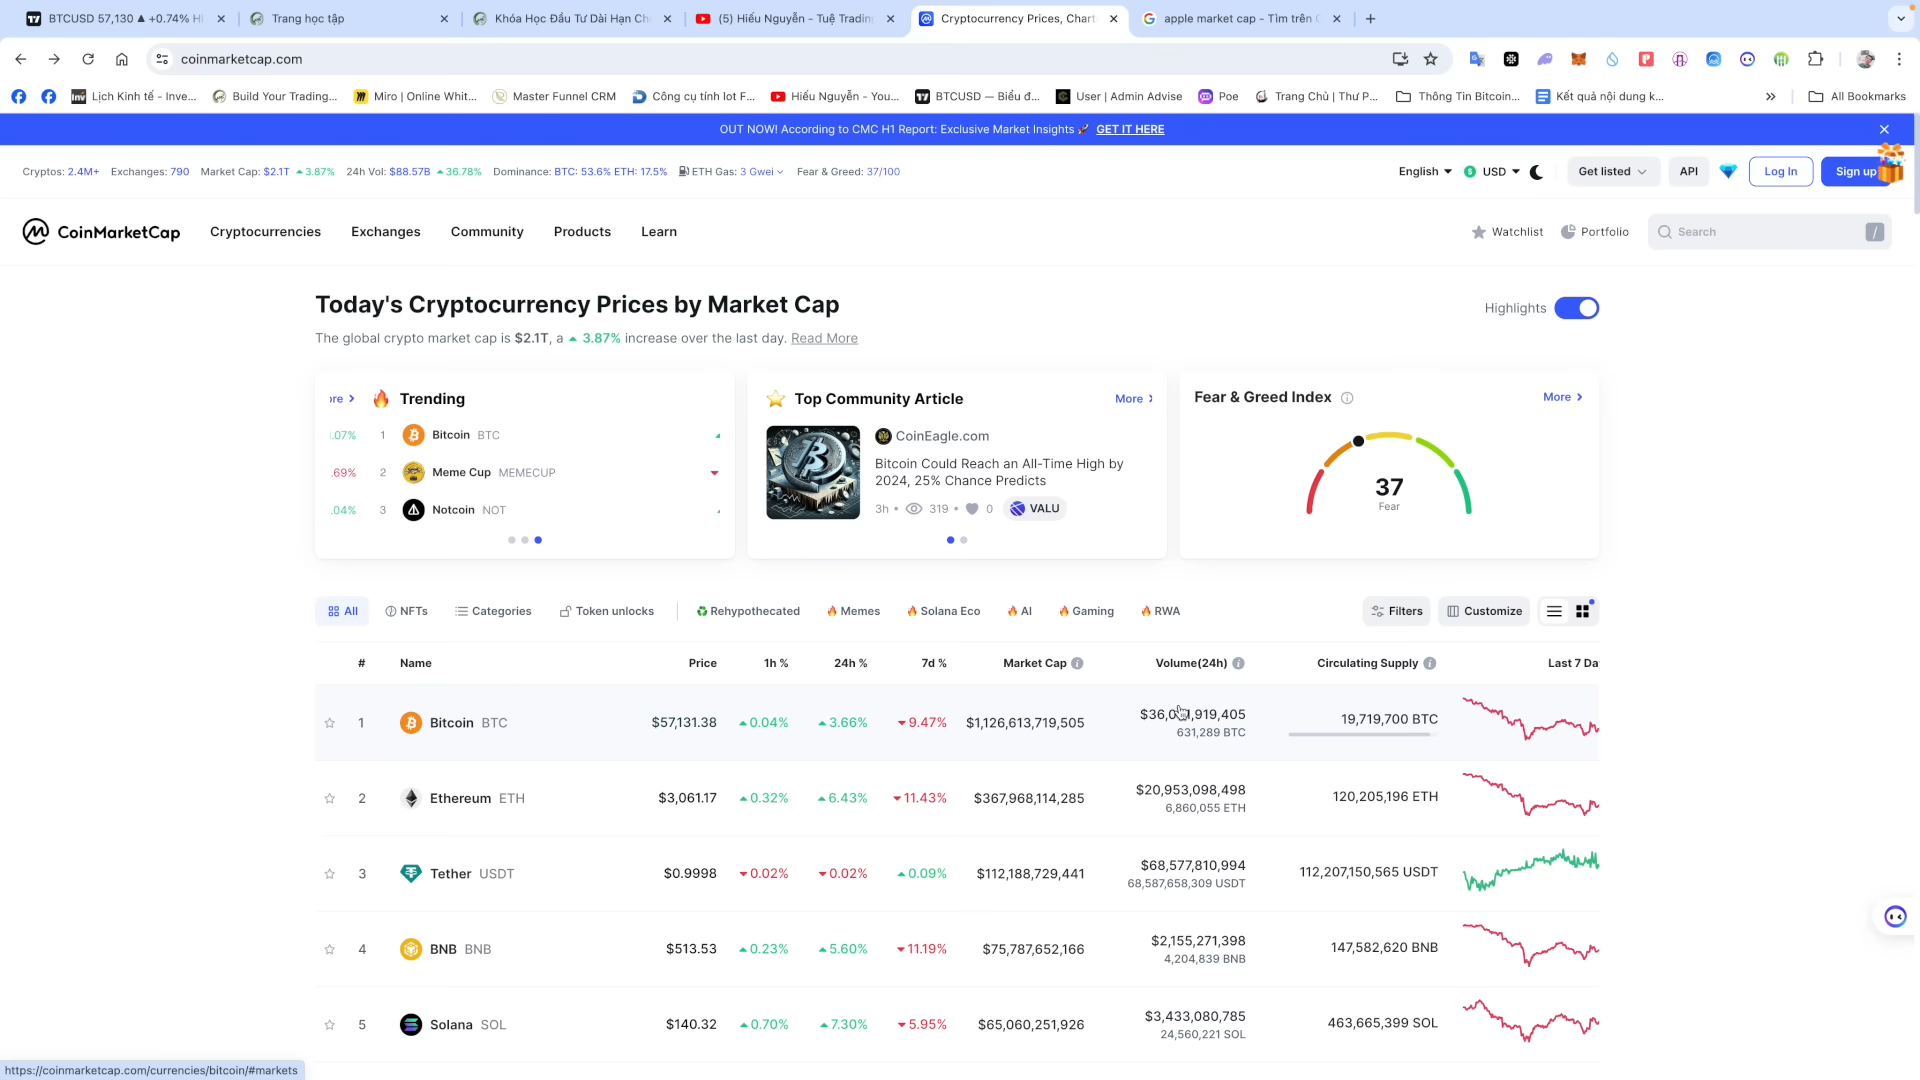 BTCUSD 57,130 ▲ +0.74%
Trang học tập
Khóa Học Đầu Tư Dài Hạn
(5) Hiếu Nguyễn - Tuệ Trading
Cryptocurrency Prices, Chart
apple market cap - Tìm trên
coinmarketcap.com
Lịch Kinh tế - Inve...
Build Your Trading...
Miro | Online Whit...
Master Funnel CRM
Công cụ tính lot F...
Hiếu Nguyễn - You...
BTCUSD — Biểu đ...
User | Admin Advise
Poe
Trang Chủ | Thư P...
Thông Tin Bitcoin...
Kết quả nội dung k...
All Bookmarks
OUT NOW! According to CMC H1 Report: Exclusive Market Insights 🚀 GET IT HERE
Cryptos: 2.4M+ Exchanges: 790 Market Cap: $2.1T 3.87% 24h Vol: $88.57B 36.78% Dominance: BTC: 53.6% ETH: 17.5% ETH Gas: 3 Gwei Fear & Greed: 37/100
English USD Get listed API Log In Sign up
CoinMarketCap
Cryptocurrencies Exchanges Community Products Learn
Watchlist Portfolio Search /
Today's Cryptocurrency Prices by Market Cap
Highlights
The global crypto market cap is $2.1T, a 3.87% increase over the last day. Read More
Trending
.07% 1 Bitcoin BTC
.69% 2 Meme Cup MEMECUP
.04% 3 Notcoin NOT
Top Community Article More
CoinEagle.com
Bitcoin Could Reach an All-Time High by
2024, 25% Chance Predicts
3h • 319 • 0 VALU
Fear & Greed Index More
37
Fear
All NFTs Categories Token unlocks Rehypothecated Memes Solana Eco AI Gaming RWA Filters Customize
# Name Price 1h % 24h % 7d % Market Cap Volume(24h) Circulating Supply Last 7 Da
1 Bitcoin BTC $57,131.38 0.04% 3.66% 9.47% $1,126,613,719,505 19,719,700 BTC
631,289 BTC
2 Ethereum ETH $3,061.17 0.32% 6.43% 11.43% $367,968,114,285 $20,953,098,498 120,205,196 ETH
6,860,055 ETH
3 Tether USDT $0.9998 0.02% 0.02% 0.09% $112,188,729,441 $68,577,810,994 112,207,150,565 USDT
68,587,658,309 USDT
4 BNB BNB $513.53 0.23% 5.60% 11.19% $75,787,652,166 $2,155,271,398 147,582,620 BNB
4,204,839 BNB
5 Solana SOL $140.32 0.70% 7.30% 5.95% $65,060,251,926 $3,433,080,785 463,665,399 SOL
24,560,221 SOL
https://coinmarketcap.com/currencies/bitcoin/#markets